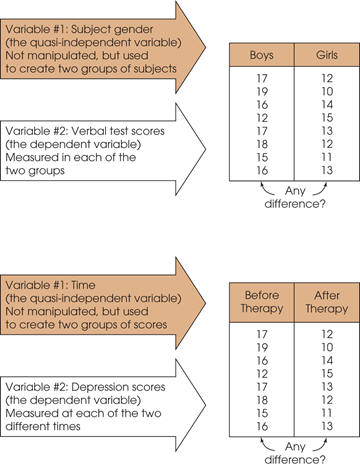 Variable #1: Subject gender
(the quasi-independent variable)
Not manipulated, but used
to create two groups of subjects
Variable #2: Verbal test scores
(the dependent variable)
Measured in each of the
two groups
Boys Girls
17 12
19 10
16 14
12 15
17 13
18 12
15 11
16 13
Any
difference?
Variable #1: Time
(the quasi-independent variable)
Not manipulated, but used
to create two groups of scores
Variable #2: Depression scores
(the dependent variable)
Measured at each of the two
different times
Before After
Therapy Therapy
17 12
19 10
16 14
12 15
17 13
18 12
15 11
16 13
Any
difference?